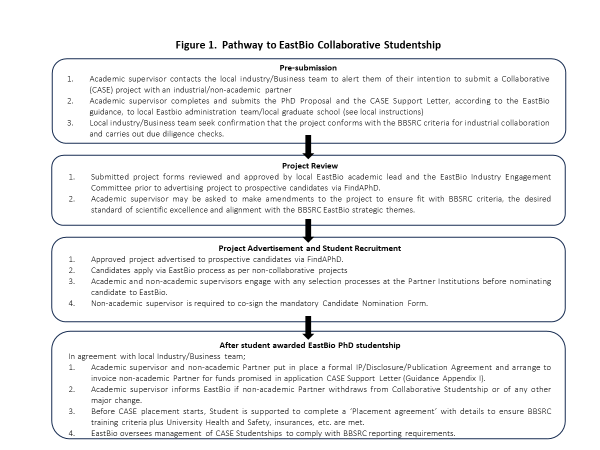 Figure 1. Pathway to EastBio Collaborative Studentship
Pre-submission
1. Academic supervisor contacts the local industry/Business team to alert them of their intention to submit a Collaborative
(CASE) project with an industrial/non-academic partner
2. Academic supervisor completes and submits the PhD Proposal and the CASE Support Letter, according to the EastBio
guidance, to local Eastbio administration team/local graduate school (see local instructions)
3. Local industry/Business team seek confirmation that the project conforms with the BBSRC criteria for industrial collaboration
and carries out due diligence checks.
Project Review
1. Submitted project forms reviewed and approved by local EastBio academic lead and the EastBio Industry Engagement
Committee prior to advertising project to prospective candidates via FindAPhD.
2. Academic supervisor may be asked to make amendments to the project to ensure fit with BBSRC criteria, the desired
standard of scientific excellence and alignment with the BBSRC EastBio strategic themes.
Project Advertisement and Student Recruitment
1. Approved project advertised to prospective candidates via FindAPhD.
2. Candidates apply via EastBio process as per non-collaborative projects
3. Academic and non-academic supervisors engage with any selection processes at the Partner Institutions before nominating
candidate to EastBio.
4. Non-academic supervisor is required to co-sign the mandatory Candidate Nomination Form.
After student awarded EastBio PhD studentship
In agreement with local Industry/Business team;
1. Academic supervisor and non-academic Partner put in place a formal IP/Disclosure/Publication Agreement and arrange to
invoice non-academic Partner for funds promised in application CASE Support Letter (Guidance Appendix I).
2. Academic supervisor informs EastBio if non-academic Partner withdraws from Collaborative Studentship or of any other
major change.
3. Before CASE placement starts, Student is supported to complete a 'Placement agreement' with details to ensure BBSRC
training criteria plus University Health and Safety, insurances, etc. are met.
4. EastBio oversees management of CASE Studentships to comply with BBSRC reporting requirements.